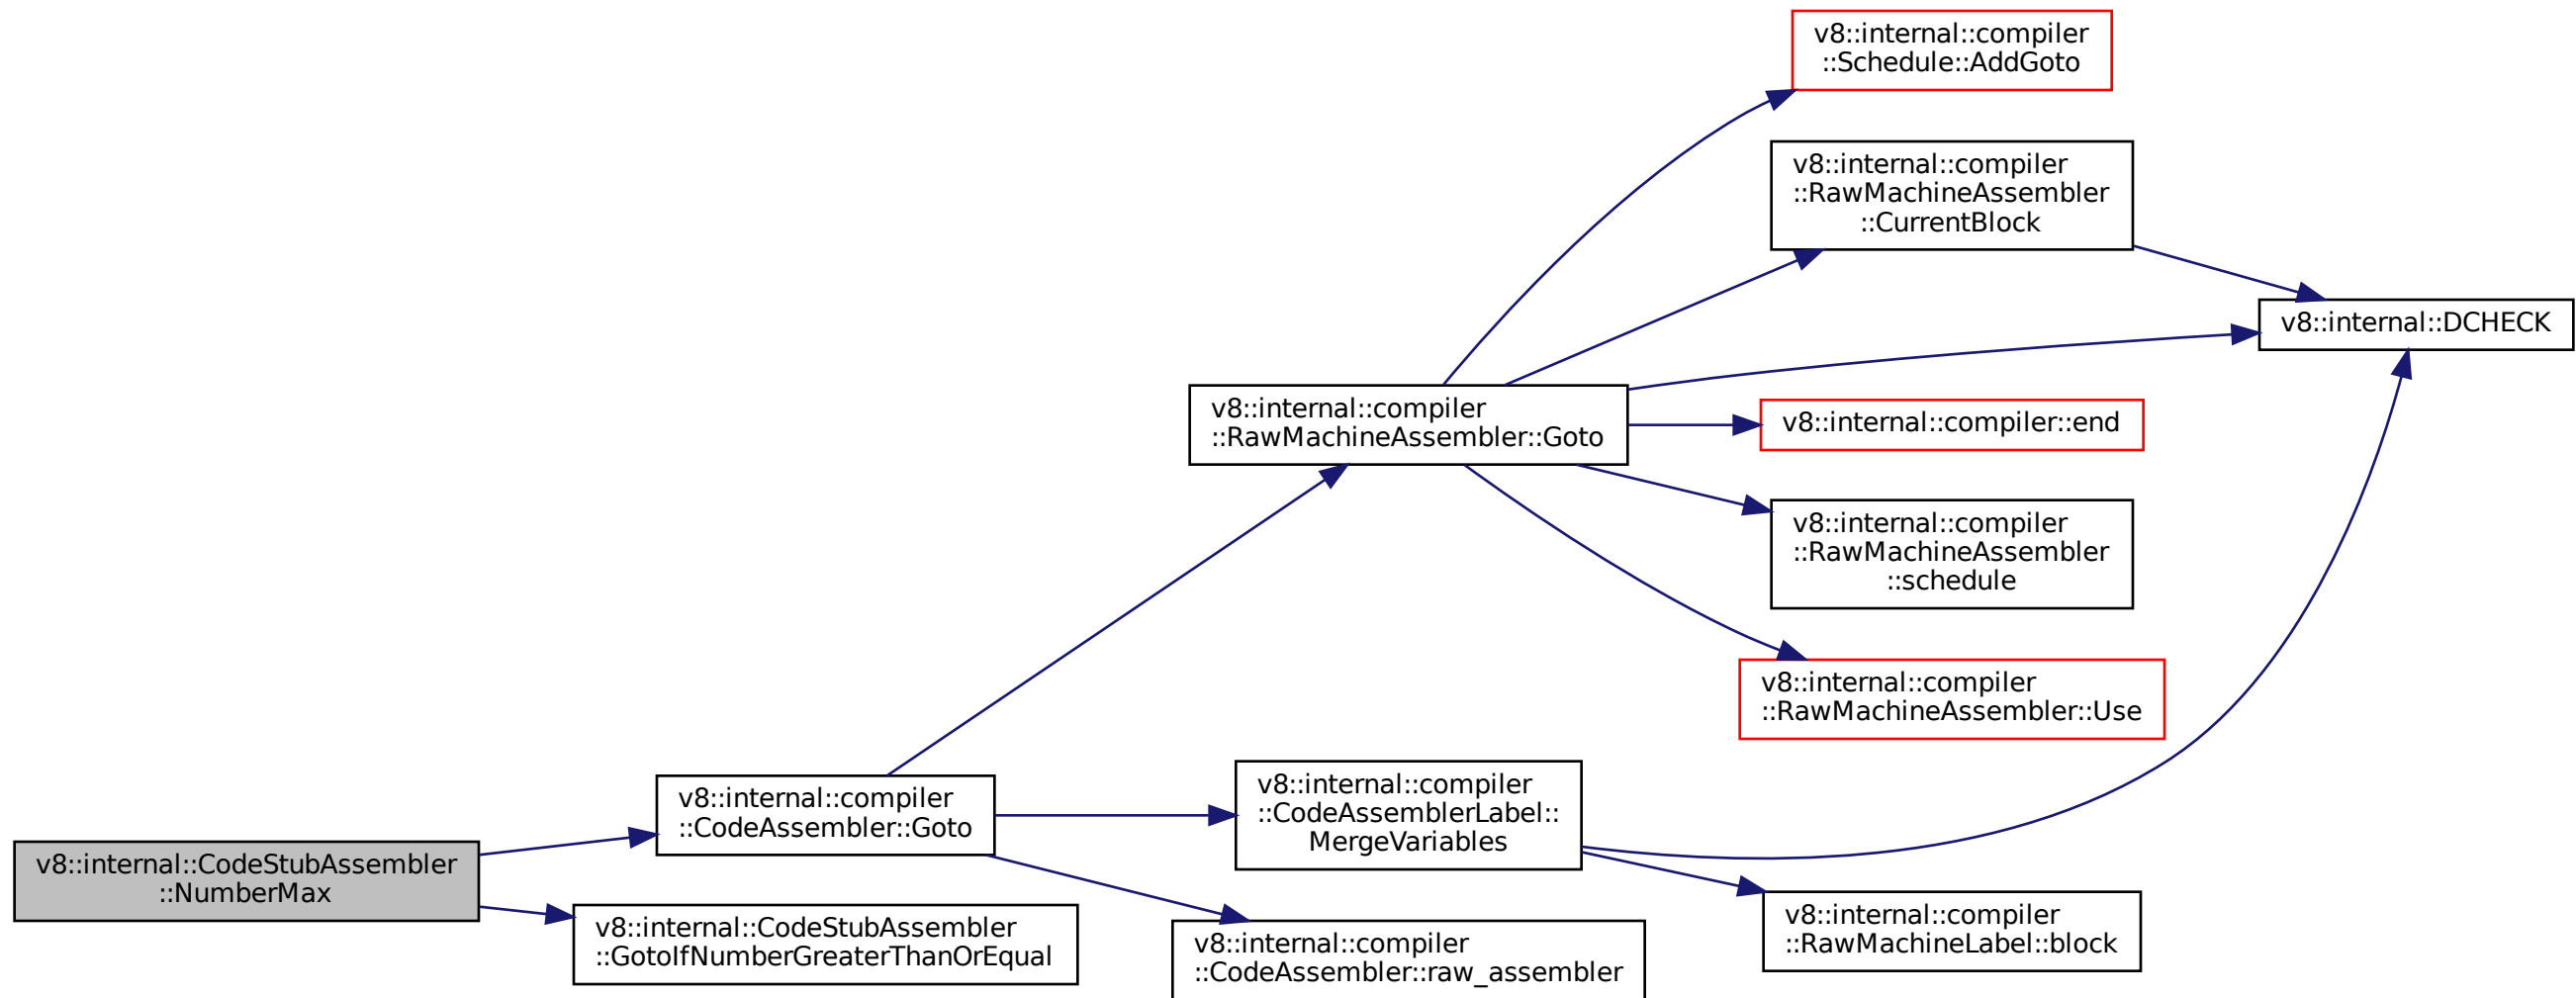 v8::internal::compiler
::Schedule::AddGoto
v8::internal::compiler
::RawMachineAssembler
::CurrentBlock
v8::internal::DCHECK
v8::internal::compiler
::RawMachineAssembler::Goto
v8::internal::compiler::end
v8::internal::compiler
::RawMachineAssembler
::schedule
v8::internal::compiler
::RawMachineAssembler::Use
v8::internal::compiler
::CodeAssembler::Goto
v8::internal::compiler
::CodeAssemblerLabel::
MergeVariables
v8::internal::CodeStubAssembler
::NumberMax
v8::internal::CodeStubAssembler
::GotoIfNumberGreaterThanOrEqual
v8::internal::compiler
::CodeAssembler::raw_assembler
v8::internal::compiler
::RawMachineLabel::block